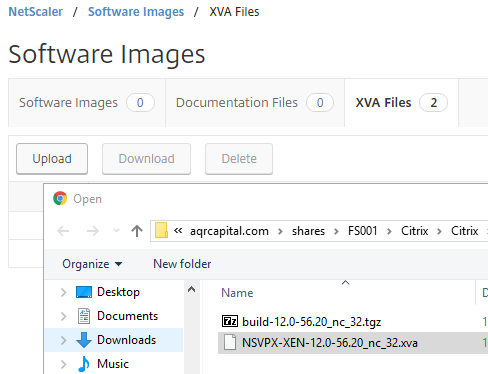 NetScaler / Software Images / XVA Files
Software Images
Software Images 0 Documentation Files 0 XVA Files 2
Upload Download Delete
Open
« aqrcapital.com › shares › FS001 › Citrix › Citrix ›
Organize New folder
Desktop
Documents
Downloads
Music
Name
build-12.0-56.20_nc_32.tgz 1
NSVPX-XEN-12.0-56.20_nc_32.xva 1